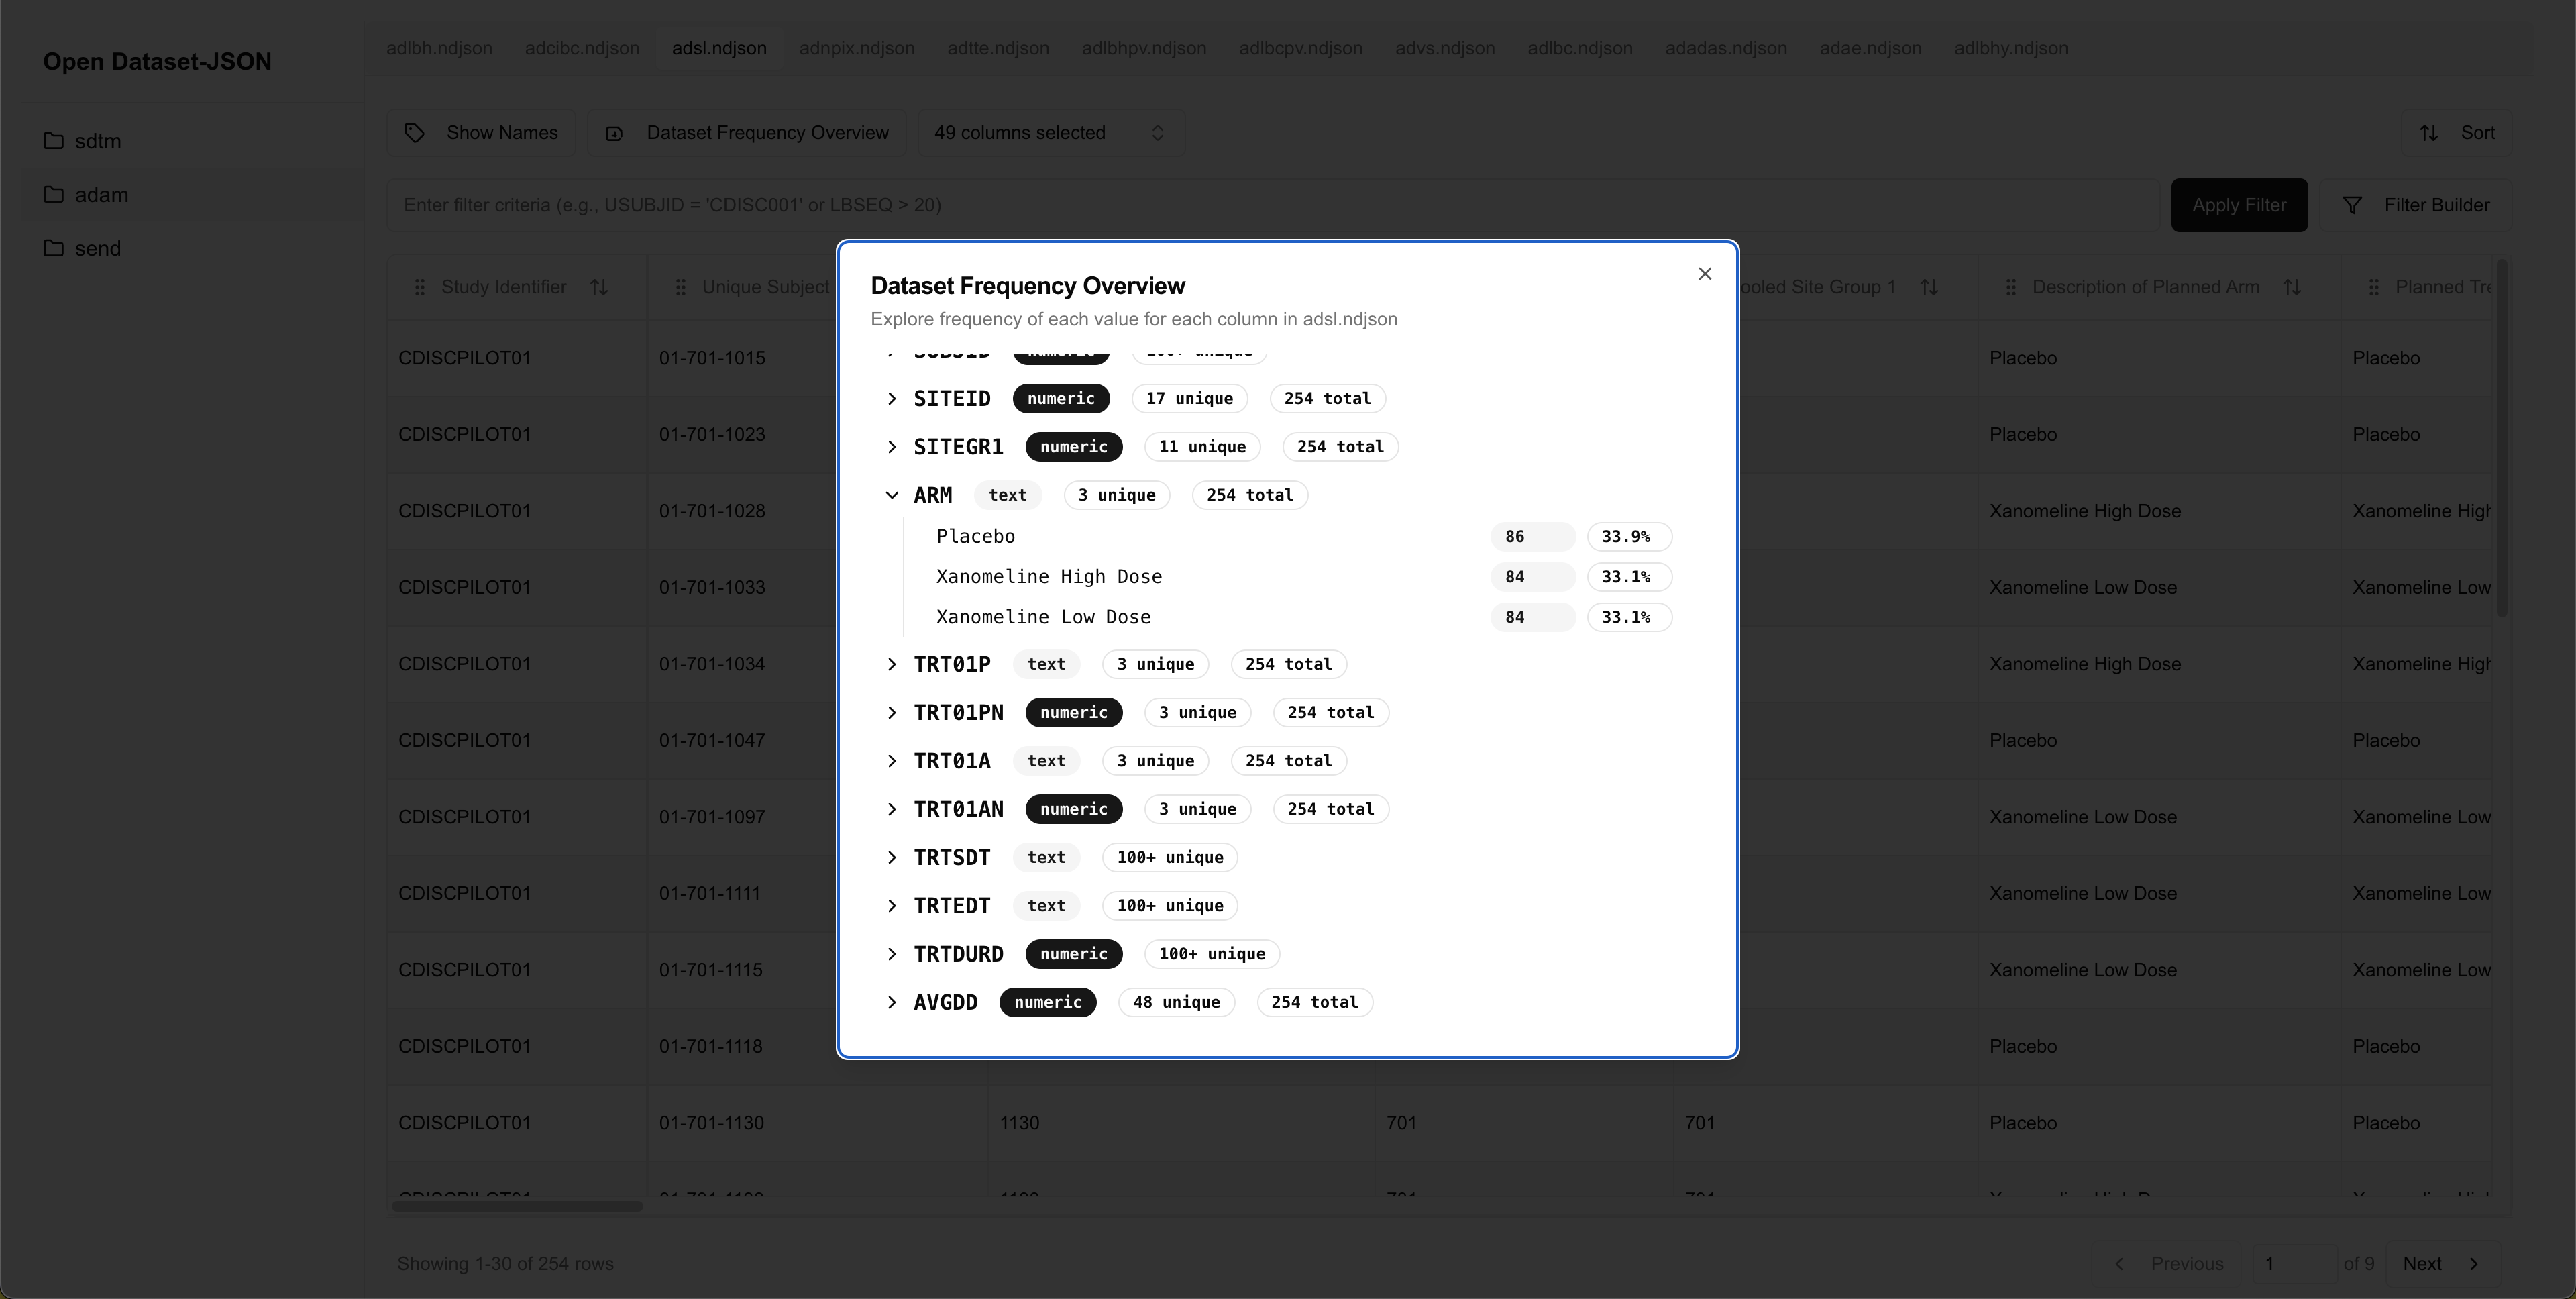 Open Dataset-JSON
sdtm
adam
send
adlbh.ndjson adcibc.ndjson adsl.ndjson adnpix.ndjson adtte.ndjson adlbhpv.ndjson adlbcpv.ndjson advs.ndjson adlbc.ndjson adadas.ndjson adae.ndjson adlbhy.ndjson
Show Names Dataset Frequency Overview 49 columns selected Sort
Enter filter criteria (e.g., USUBJID = 'CDISC001' or LBSEQ > 20) Apply Filter Filter Builder
Dataset Frequency Overview
Explore frequency of each value for each column in adsl.ndjson
SUBJID numeric 100+ unique
SITEID numeric 17 unique 254 total
SITEGR1 numeric 11 unique 254 total
ARM text 3 unique 254 total
Placebo 86 33.9%
Xanomeline High Dose 84 33.1%
Xanomeline Low Dose 84 33.1%
TRT01P text 3 unique 254 total
TRT01PN numeric 3 unique 254 total
TRT01A text 3 unique 254 total
TRT01AN numeric 3 unique 254 total
TRTSDT text 100+ unique
TRTEDT text 100+ unique
TRTDURD numeric 100+ unique
AVGDD numeric 48 unique 254 total
Study Identifier Unique Subject ooled Site Group 1 Description of Planned Arm Planned Tre
CDISCPILOT01 01-701-1015 Placebo Placebo
CDISCPILOT01 01-701-1023 Placebo Placebo
CDISCPILOT01 01-701-1028 Xanomeline High Dose Xanomeline High
CDISCPILOT01 01-701-1033 Xanomeline Low Dose Xanomeline Low
CDISCPILOT01 01-701-1034 Xanomeline High Dose Xanomeline High
CDISCPILOT01 01-701-1047 Placebo Placebo
CDISCPILOT01 01-701-1097 Xanomeline Low Dose Xanomeline Low
CDISCPILOT01 01-701-1111 Xanomeline Low Dose Xanomeline Low
CDISCPILOT01 01-701-1115 Xanomeline Low Dose Xanomeline Low
CDISCPILOT01 01-701-1118 Placebo Placebo
CDISCPILOT01 01-701-1130 1130 701 701 Placebo Placebo
Showing 1-30 of 254 rows Previous 1 of 9 Next